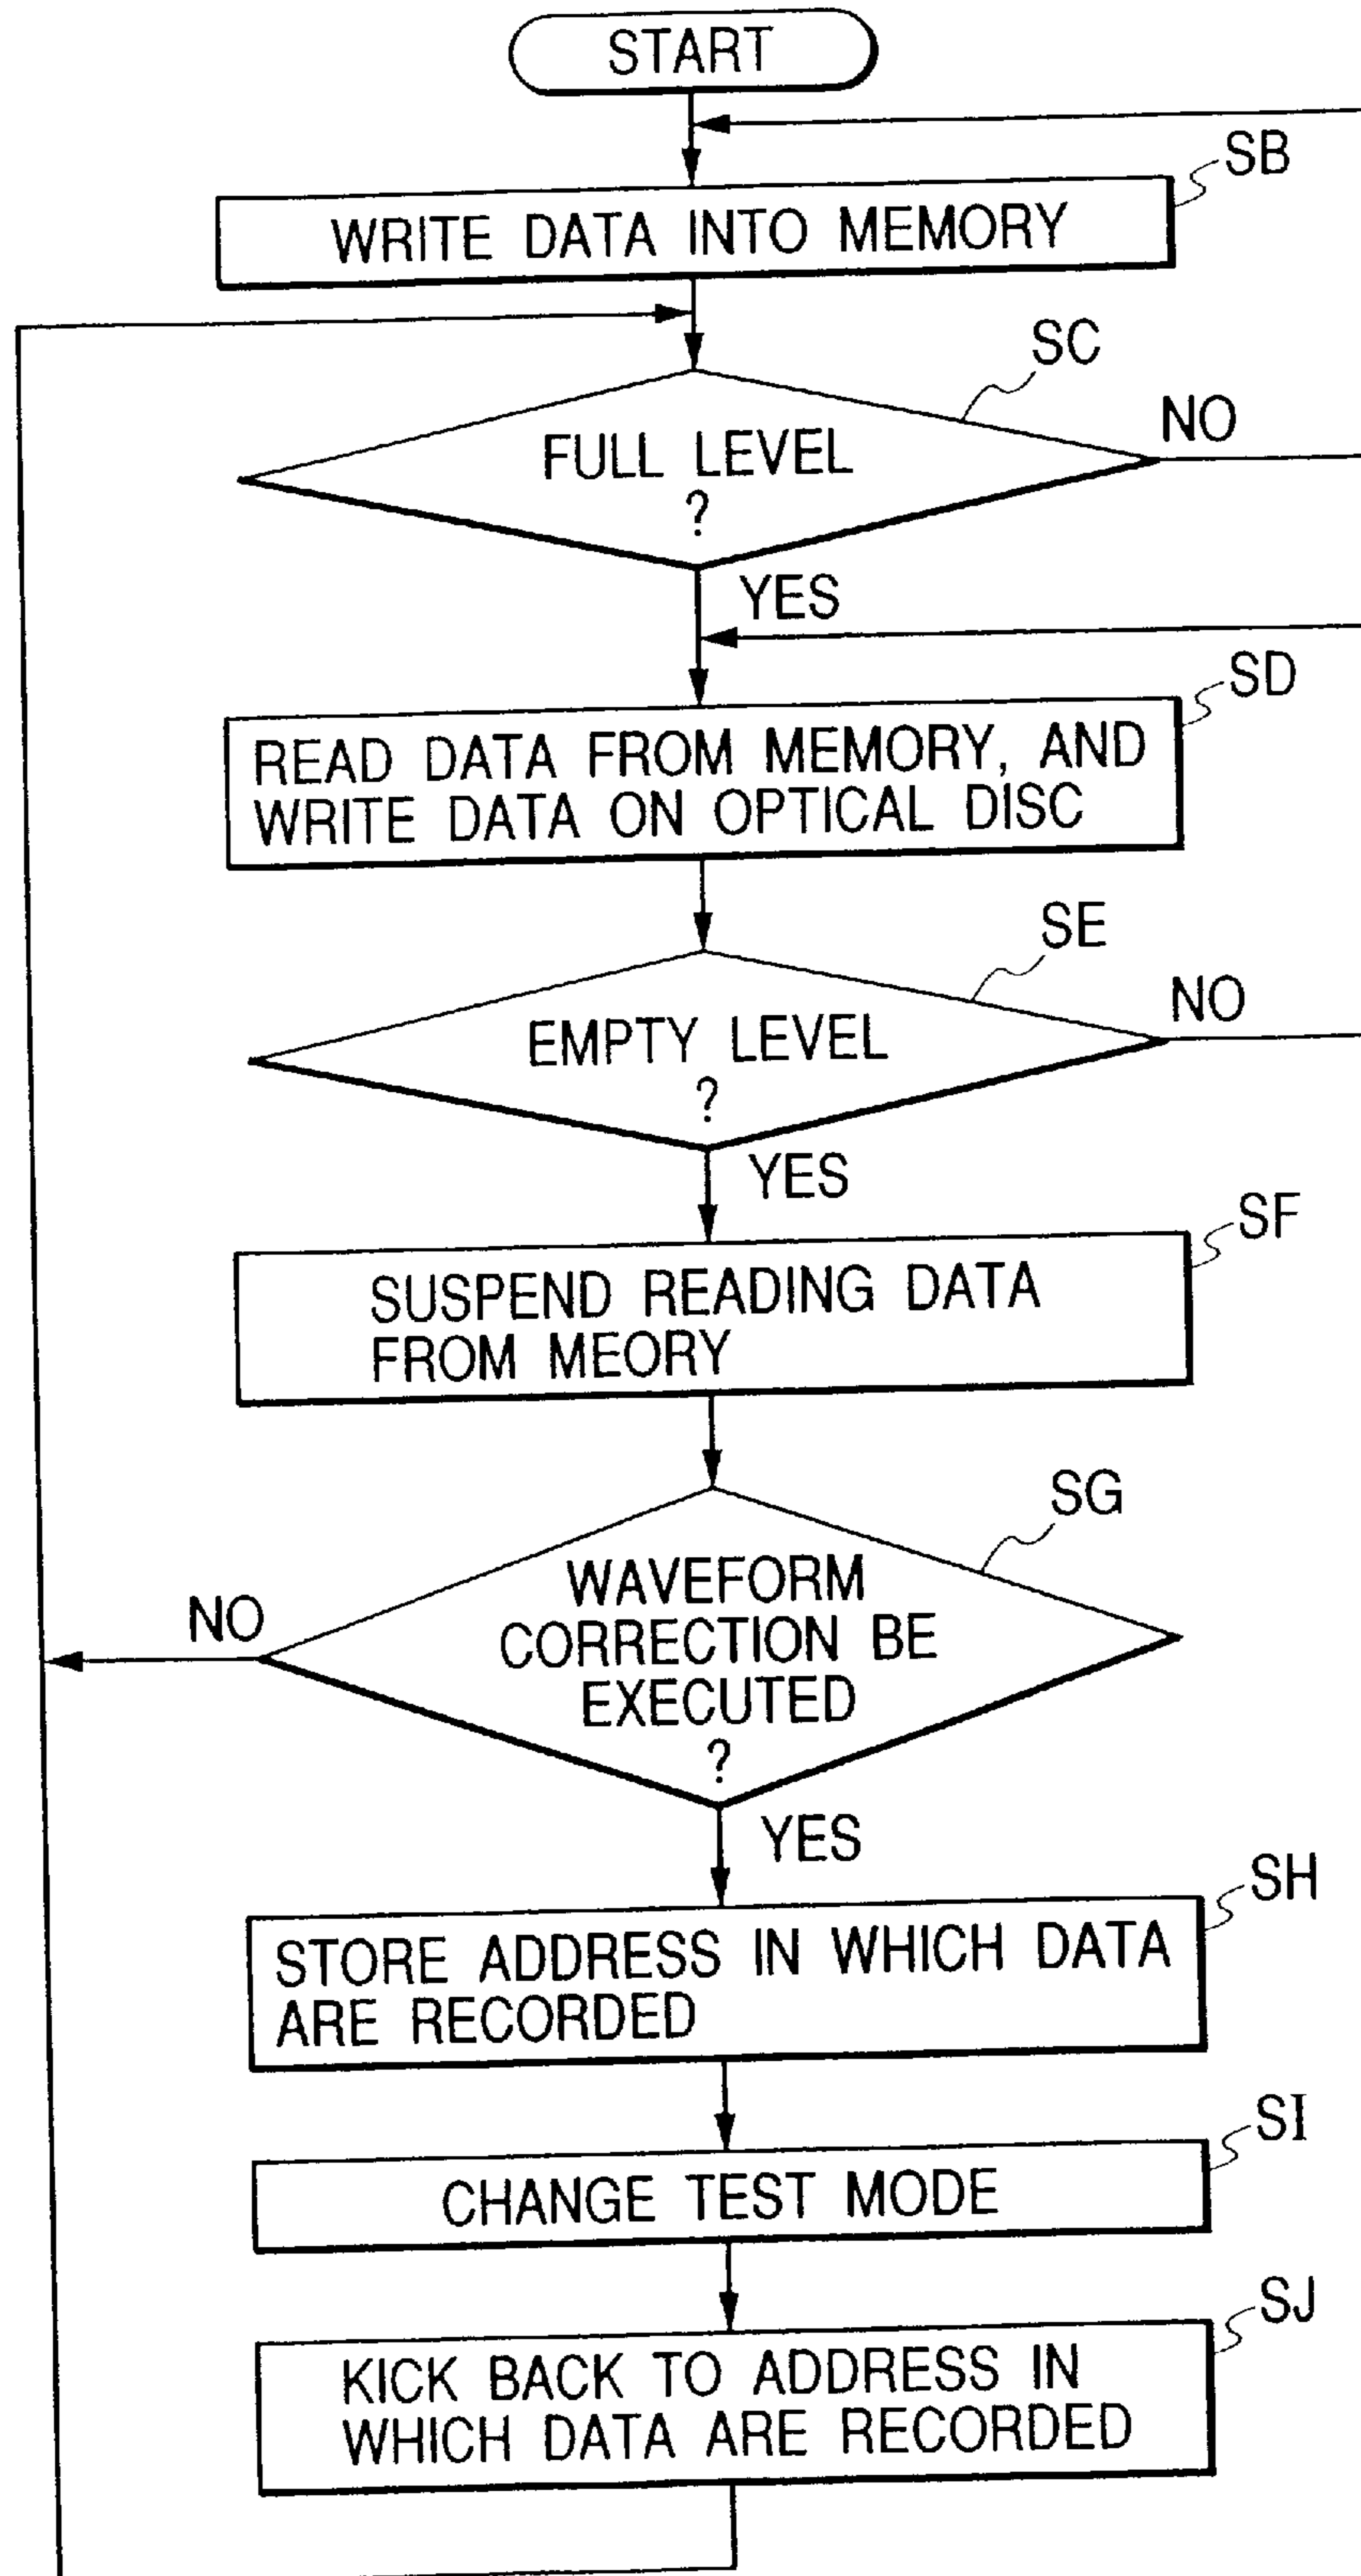 START
SB
WRITE DATA INTO MEMORY
SC
NO
FULL LEVEL
?
YES
SD
READ DATA FROM MEMORY, AND
WRITE DATA ON OPTICAL DISC
SE
NO
EMPTY LEVEL
?
YES
SF
SUSPEND READING DATA
FROM MEORY
SG
NO
WAVEFORM
CORRECTION BE
EXECUTED
?
YES
SH
STORE ADDRESS IN WHICH DATA
ARE RECORDED
SI
CHANGE TEST MODE
SJ
KICK BACK TO ADDRESS IN
WHICH DATA ARE RECORDED